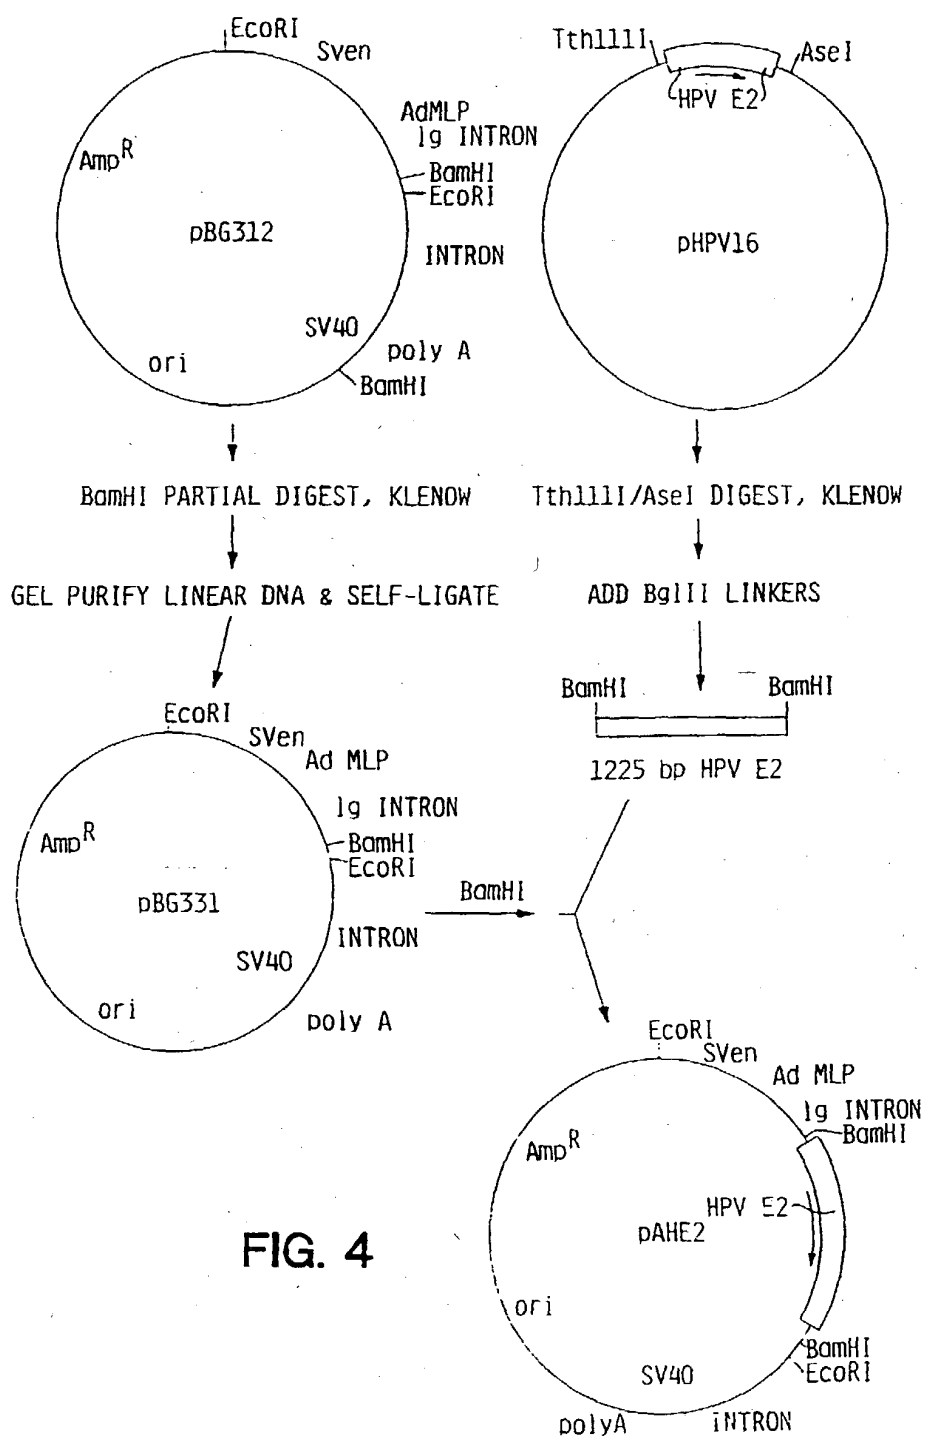 EcoRI
Sven
AdMLP
Ig INTRON
BamHI
EcoRI
INTRON
AmpR
pBG312
SV40
poly A
ori
BamHI
Tth111I
AseI
HPV E2
pHPV16
BamHI PARTIAL DIGEST, KLENOW
Tth111I/AseI DIGEST, KLENOW
GEL PURIFY LINEAR DNA & SELF-LIGATE
ADD BglII LINKERS
BamHI
BamHI
1225 bp HPV E2
EcoRI
SVen
Ad MLP
Ig INTRON
BamHI
EcoRI
AmpR
pBG331
INTRON
SV40
ori
poly A
BamHI
EcoRI
SVen
Ad MLP
Ig INTRON
BamHI
AmpR
HPV E2
pAHE2
ori
BamHI
EcoRI
SV40
polyA
INTRON
FIG. 4